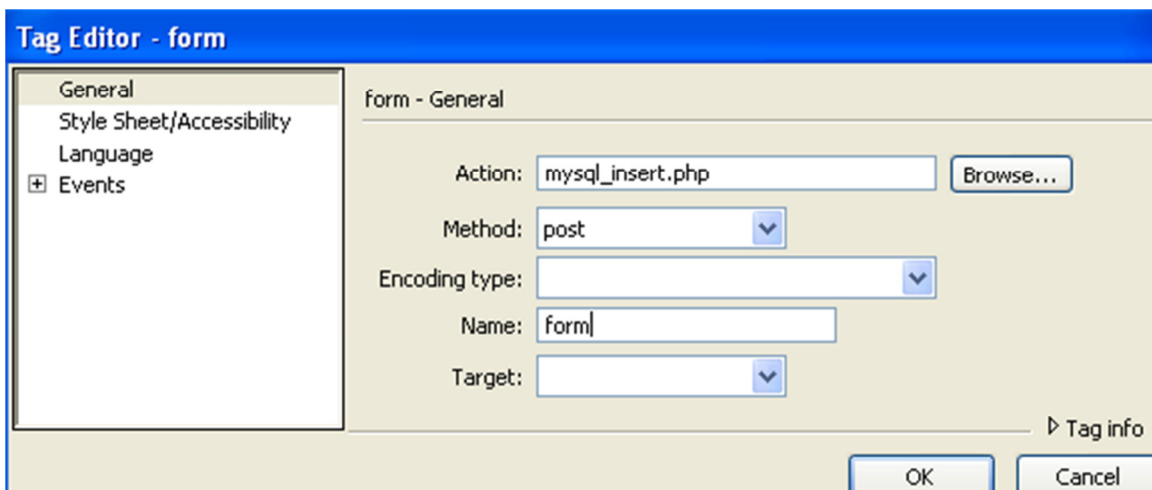 Tag Editor - form
General
Style Sheet/Accessibility
Language
Events
form - General
Action: mysql_insert.php Browse...
Method: post
Encoding type:
Name: form
Target:
Tag info
OK Cancel